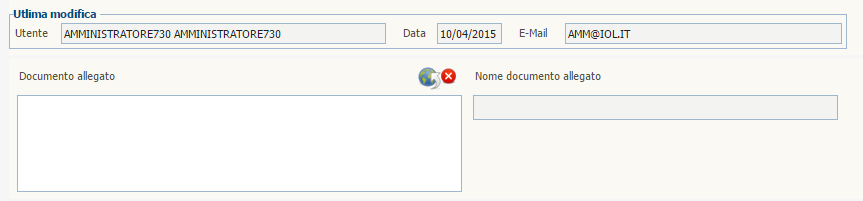 Utlima modifica
Utente AMMINISTRATORE730 AMMINISTRATORE730 Data 10/04/2015 E-Mail AMM@IOL.IT
Documento allegato Nome documento allegato